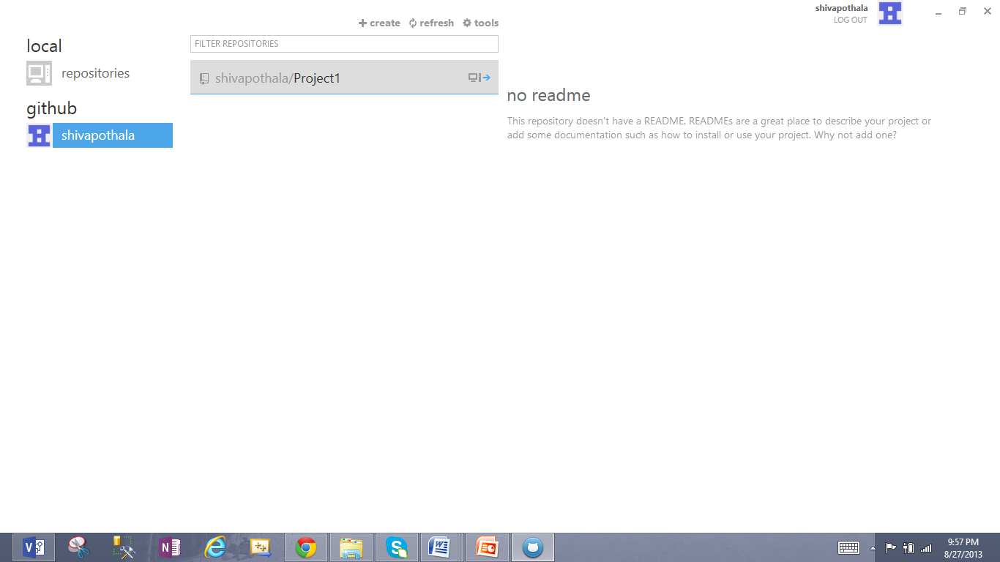 shivapothala
LOG OUT
create refresh tools
local
FILTER REPOSITORIES
repositories
shivapothala/Project1
github
shivapothala
no readme
This repository doesn't have a README. READMEs are a great place to describe your project or
add some documentation such as how to install or use your project. Why not add one?
9:57 PM
8/27/2013